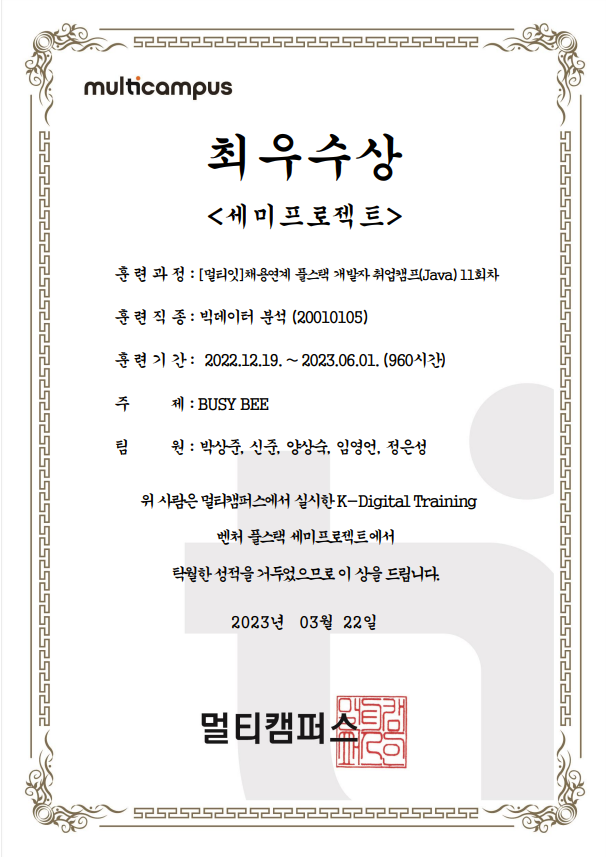 multicampus
최우수상
<세미프로젝트>
훈련과정 : [멀티잇]채용연계 풀스택 개발자 취업캠프(Java) 11회차
훈련직종 : 빅데이터 분석 (20010105)
훈련기간 : 2022.12.19. ~ 2023.06.01. (960시간)
주 제 : BUSY BEE
팀 원 : 박상준, 신준, 양상숙, 임영언, 정은성
위 사람은 멀티캠퍼스에서 실시한 K-Digital Training
벤처 풀스택 세미프로젝트에서
탁월한 성적을 거두었으므로 이 상을 드립니다.
2023년 03월 22일
멀티캠퍼스